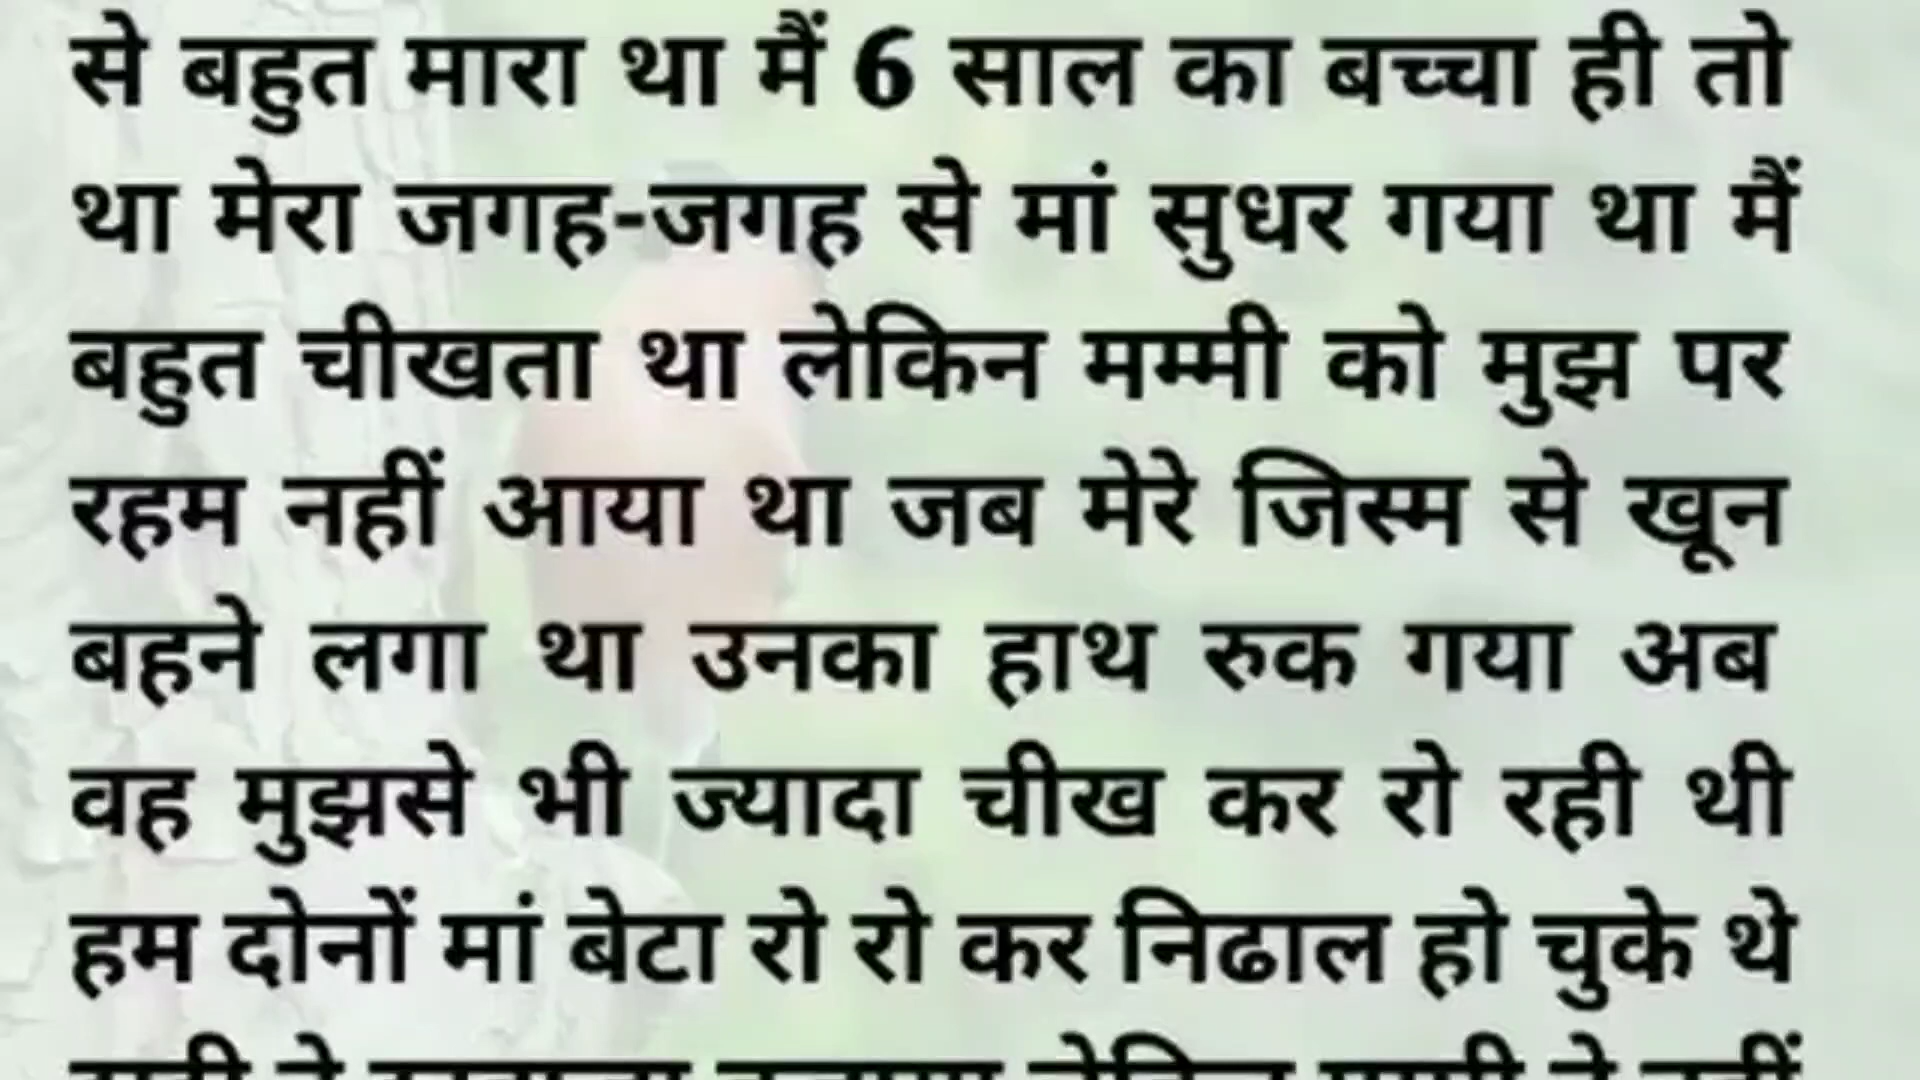 से बहुत मारा था मैं 6 साल का बच्चा ही तो
था मेरा जगह-जगह से मां सुधर गया था मैं
बहुत चीखता था लेकिन मम्मी को मुझ पर
रहम नहीं आया था जब मेरे जिस्म से खून
बहने लगा था उनका हाथ रुक गया अब
वह मुझसे भी ज्यादा चीख कर रो रही थी
हम दोनों मां बेटा रो रो कर निढाल हो चुके थे